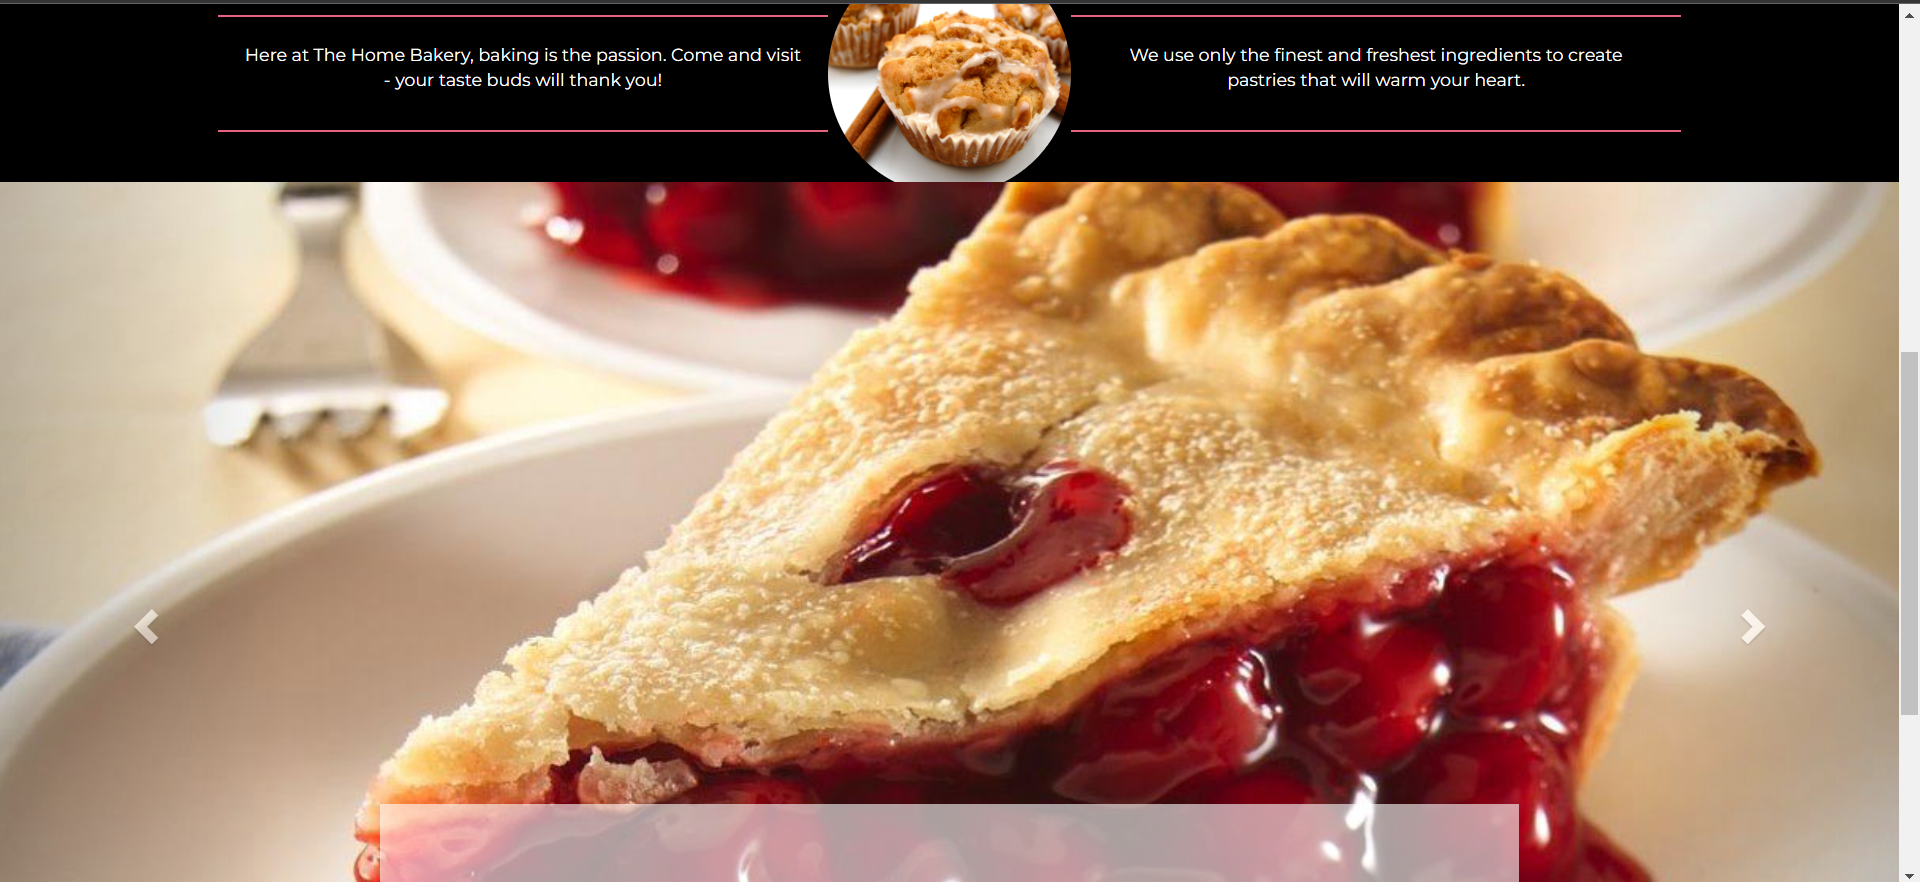 Here at The Home Bakery, baking is the passion. Come and visit
- your taste buds will thank you!
We use only the finest and freshest ingredients to create
pastries that will warm your heart.